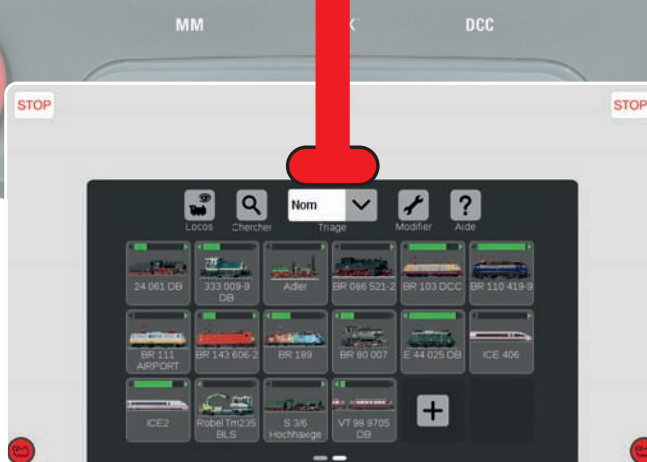 MM
DCC
STOP
STOP
Nom
Locos
Chercher
Triage
Modifier
Aide
24 061 DB
333 009-9
DB
Adler
BR 086 521-2
BR 103 DCC
BR 110 419-9
BR 111
AIRPORT
BR 143 606-2
BR 189
BR 80 007
E 44 025 DB
ICE 406
ICE2
Robel Tm235
BLS
S 3/6
Hochhaxige
VT 98 9705
DB